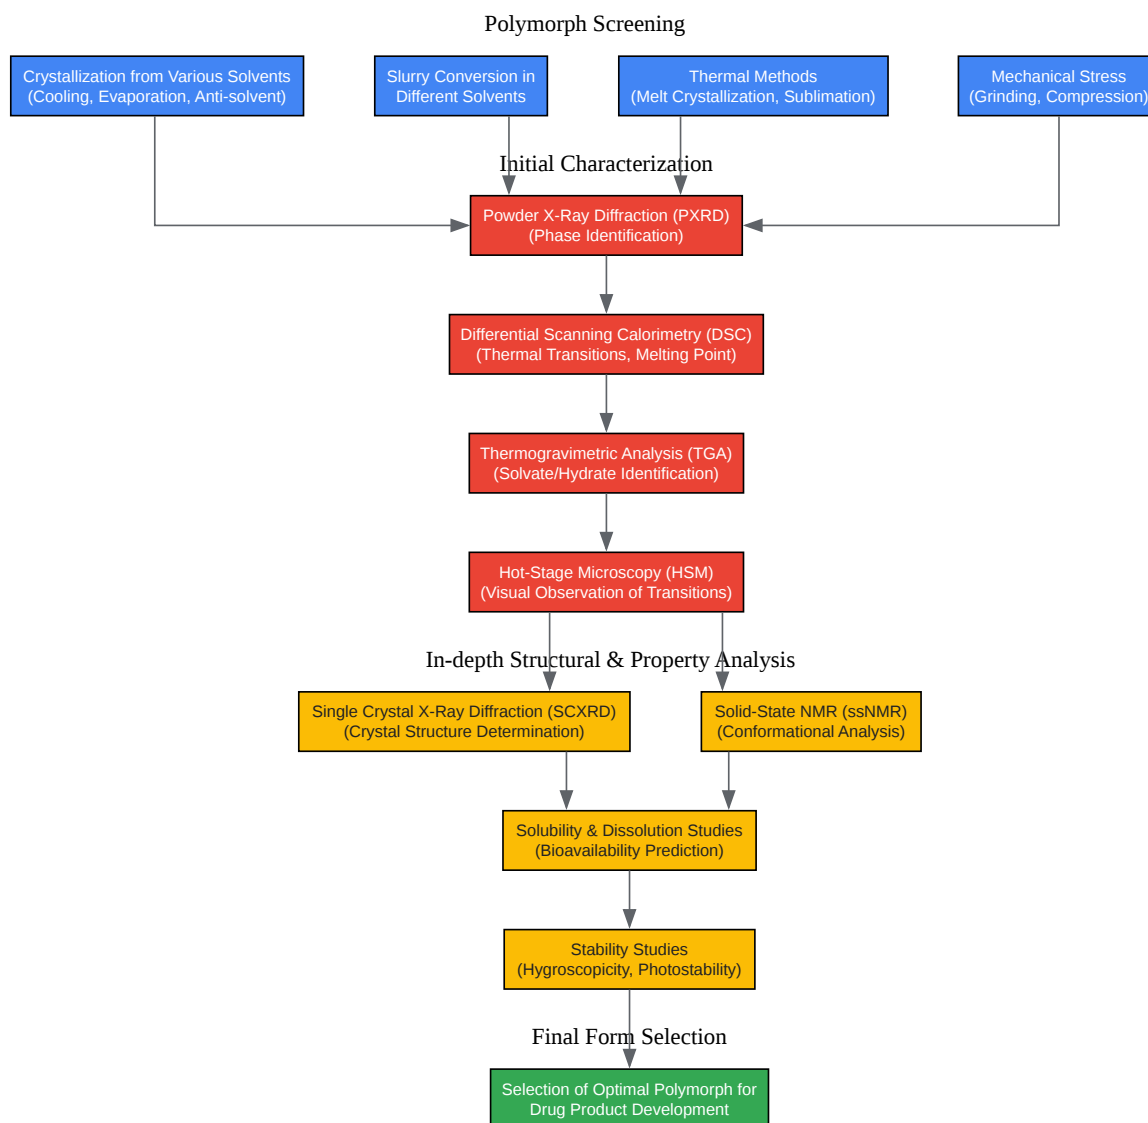 Polymorph Screening
Crystallization from Various Solvents
(Cooling, Evaporation, Anti-solvent)
Slurry Conversion in
Different Solvents
Thermal Methods
(Melt Crystallization, Sublimation)
Mechanical Stress
(Grinding, Compression)
Initial Characterization
Powder X-Ray Diffraction (PXRD)
(Phase Identification)
Differential Scanning Calorimetry (DSC)
(Thermal Transitions, Melting Point)
Thermogravimetric Analysis (TGA)
(Solvate/Hydrate Identification)
Hot-Stage Microscopy (HSM)
(Visual Observation of Transitions)
In-depth Structural & Property Analysis
Single Crystal X-Ray Diffraction (SCXRD)
(Crystal Structure Determination)
Solid-State NMR (ssNMR)
(Conformational Analysis)
Solubility & Dissolution Studies
(Bioavailability Prediction)
Stability Studies
(Hygroscopicity, Photostability)
Final Form Selection
Selection of Optimal Polymorph for
Drug Product Development